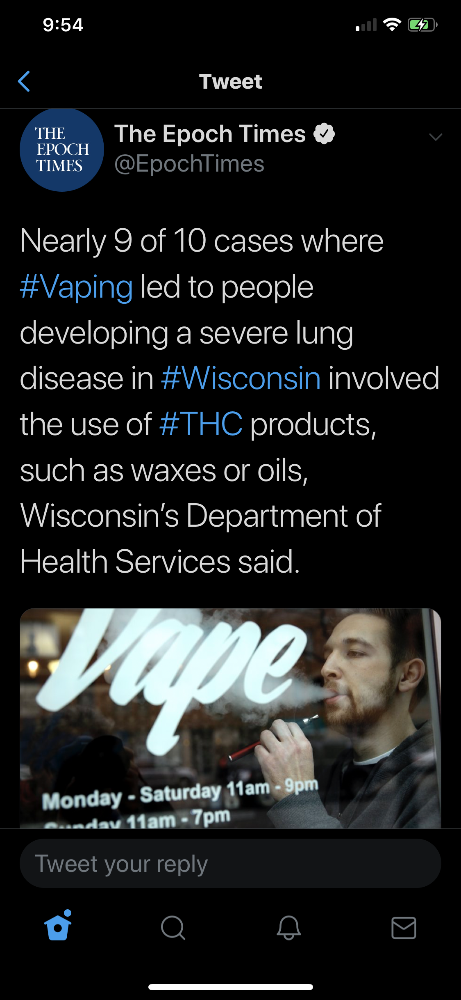 9:54
Tweet
THE
EPOCH
TIMES
The Epoch Times
@EpochTimes
Nearly 9 of 10 cases where
#Vaping led to people
developing a severe lung
disease in #Wisconsin involved
the use of #THC products,
such as waxes or oils,
Wisconsin’s Department of
Health Services said.
Vape
Monday - Saturday 11am - 9pm
Sunday 11am - 7pm
Tweet your reply